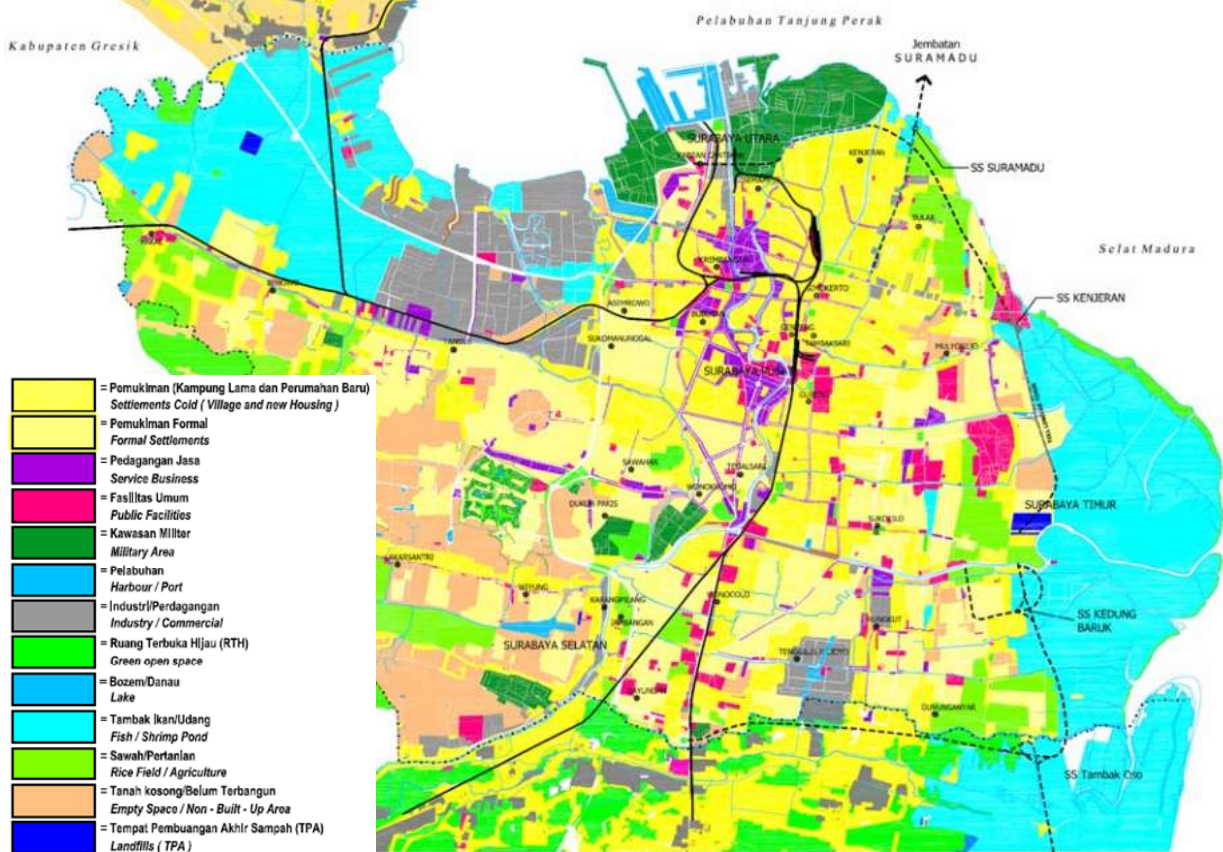 Pelabuhan Tanjung Perak
Kabupaten Gresik
Jembatan
SURAMADU
SURABAYA UTARA
KENJERAN
SS SURAMADU
BULAK
Selat Madura
KREMBANGAN
SS KENJERAN
ASEMROWO
BUBUTAN
GENTENG
TAMBAKSARI
SUKOMANUNGGAL
TANDES
MULYOREJO
SURABAYA PUSAT
GUBENG
= Pemukiman (Kampung Lama dan Perumahan Baru)
Settlements Cold ( Village and new Housing )
= Pemukiman Formal
Formal Settlements
= Pedagangan Jasa
Service Business
= Fasilitas Umum
Public Facilities
= Kawasan Militer
Military Area
= Pelabuhan
Harbour / Port
= Industri/Perdagangan
Industry / Commercial
= Ruang Terbuka Hijau (RTH)
Green open space
= Bozem/Danau
Lake
= Tambak Ikan/Udang
Fish / Shrimp Pond
= Sawah/Pertanian
Rice Field / Agriculture
= Tanah kosong/Belum Terbangun
Empty Space / Non - Built - Up Area
= Tempat Pembuangan Akhir Sampah (TPA)
Landfills ( TPA )
SAWAHAN
TEGALSARI
WONOKROMO
DUKUH PAKIS
SURABAYA TIMUR
SUKOLILO
LAKARSANTRI
WIYUNG
KARANGPILANG
WONOCOLO
JAMBANGAN
RUNGKUT
SS KEDUNG
BARUK
SURABAYA SELATAN
TENGGILIS MEJOYO
GAYUNGAN
GUNUNGANYAR
SS Tambak Oso